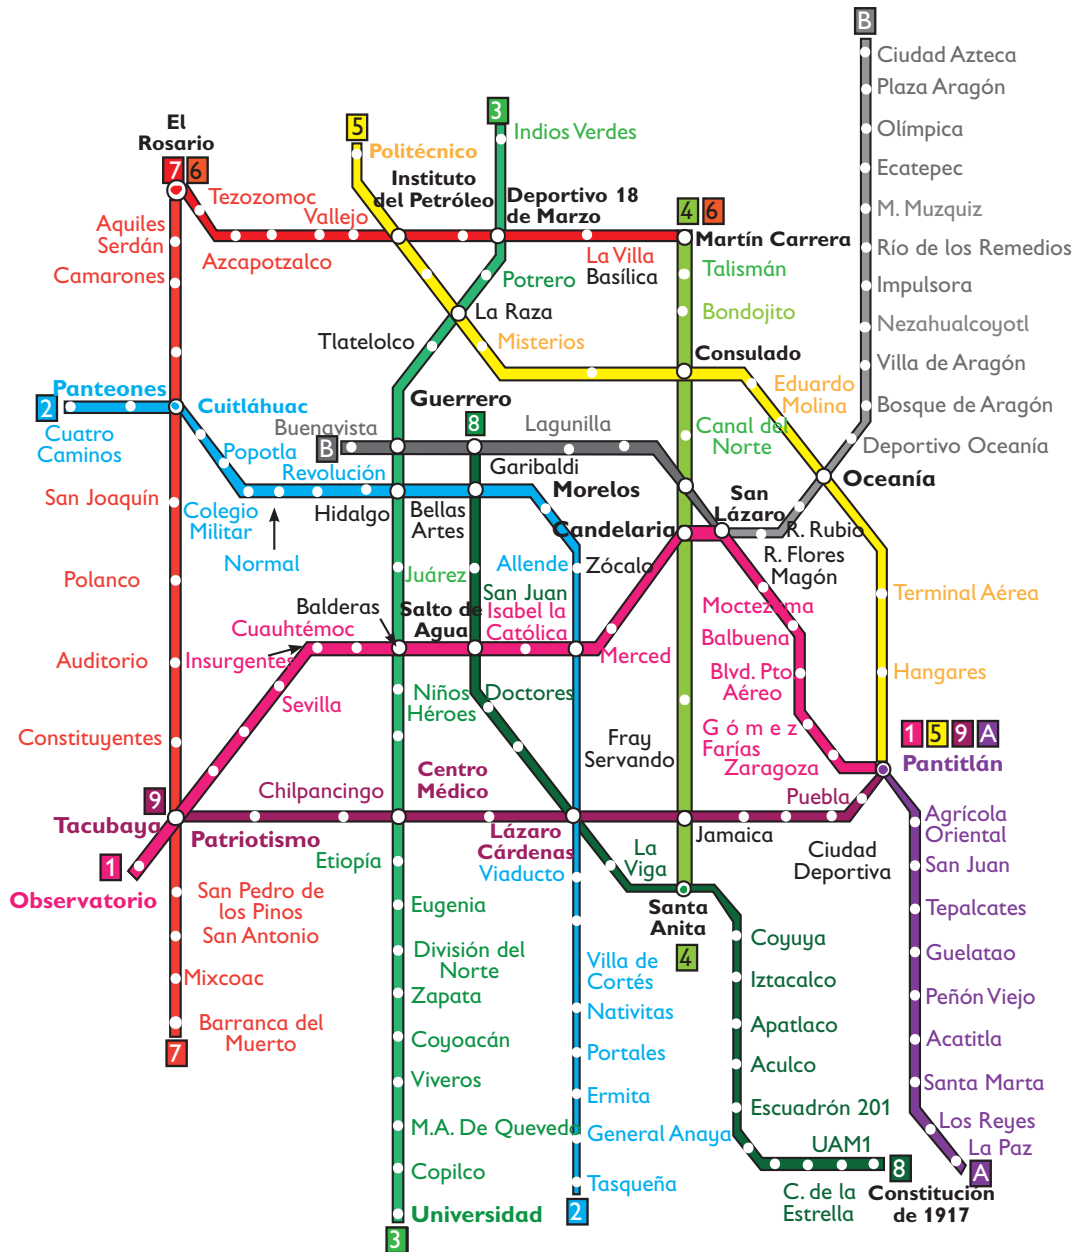 B
Ciudad Azteca
Plaza Aragón
Olímpica
Ecatepec
M. Muzquiz
Río de los Remedios
Impulsora
Nezahualcoyotl
Villa de Aragón
Bosque de Aragón
Deportivo Oceanía
3
Indios Verdes
5
Politécnico
El
Rosario
7 6
Tezozomoc
Instituto
del Petróleo
Deportivo 18
de Marzo
Vallejo
4 6
Martín Carrera
Aquiles
Serdán
Azcapotzalco
La Villa
Basílica
Talismán
Camarones
Potrero
Bondojito
La Raza
Tlatelolco
Misterios
Consulado
Eduardo
Molina
Panteones
2
Cuitláhuac
Guerrero
Cuatro
Caminos
Buenavista
B
8
Lagunilla
Canal del
Norte
Popotla
Revolución
Garibaldi
Morelos
Oceanía
San Joaquín
Colegio
Militar
Hidalgo
Bellas
Artes
San
Lázaro
Candelaria
R. Rubio
R. Flores
Magón
Normal
Allende
Zócalo
Polanco
Juárez
San Juan
Isabel la
Católica
Moctezuma
Terminal Aérea
Balderas
Salto de
Agua
Cuauhtémoc
Balbuena
Auditorio
Insurgentes
Merced
Blvd. Pto
Aéreo
Hangares
Sevilla
Niños
Héroes
Doctores
Constituyentes
Fray
Servando
Gómez
Farías
Zaragoza
1 5 9 A
Pantitlán
Centro
Médico
Chilpancingo
9
Puebla
Tacubaya
Patriotismo
Lázaro
Cárdenas
Jamaica
Agrícola
Oriental
1
Etiopía
Viaducto
La
Viga
Ciudad
Deportiva
San Juan
Observatorio
San Pedro de
los Pinos
Eugenia
Santa
Anita
Tepalcates
San Antonio
División del
Norte
4
Coyuya
Guelatao
Mixcoac
Zapata
Villa de
Cortés
Iztacalco
Peñón Viejo
Barranca del
Muerto
Coyoacán
Nativitas
Apatlaco
Acatitla
7
Viveros
Portales
Aculco
Santa Marta
M.A. De Quevedo
Ermita
Escuadrón 201
Los Reyes
Copilco
General Anaya
UAM1
La Paz
Universidad
Tasqueña
C. de la
Estrella
8
Constitución
de 1917
A
3
2